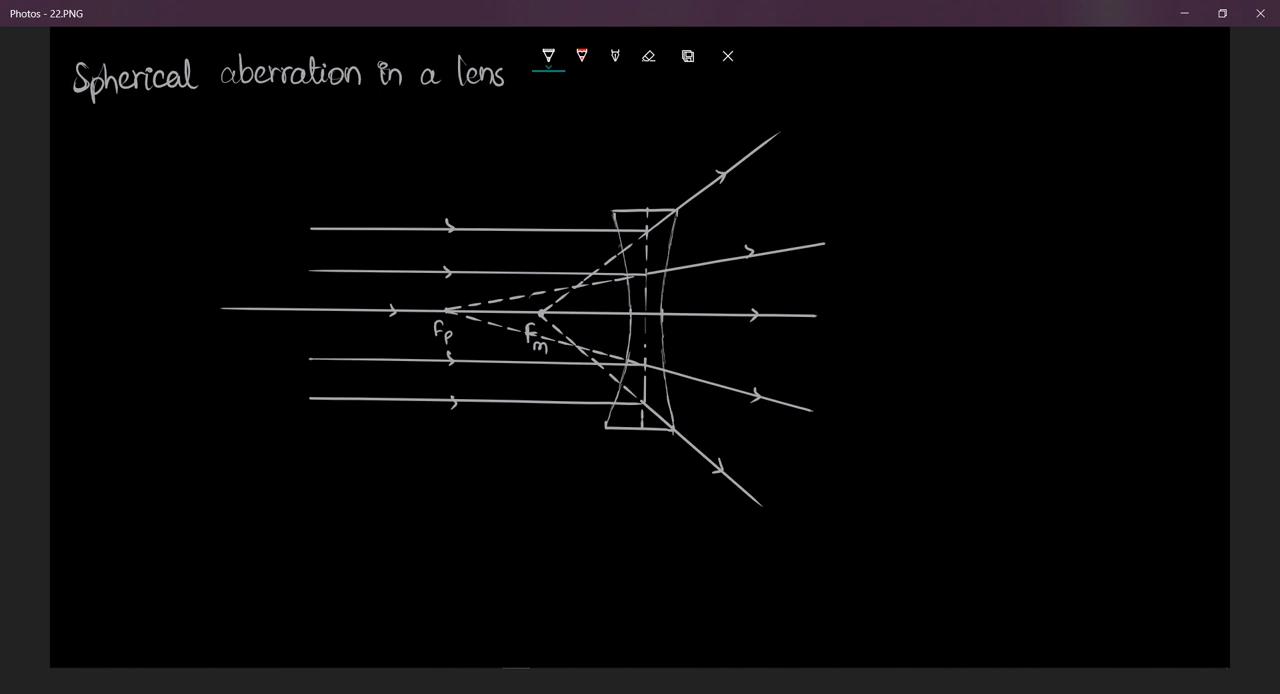 Photos - 22.PNG
Spherical aberration in a lens
Fp
Fm